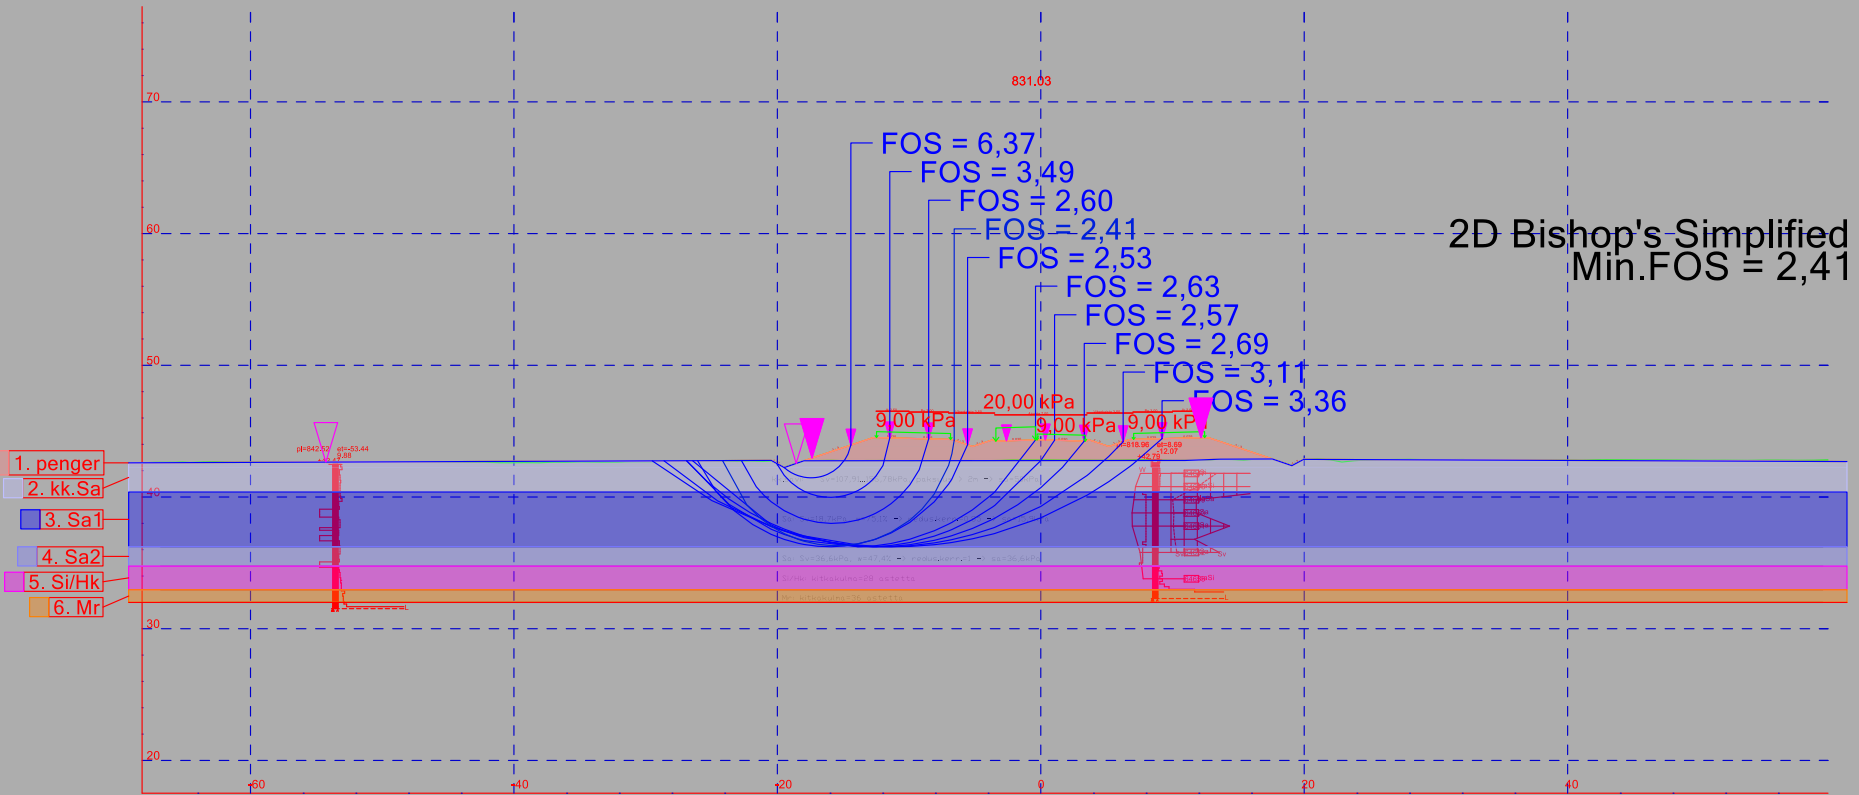 831.03
70
FOS = 6,37
FOS = 3,49
FOS = 2,60
FOS = 2,41
FOS = 2,53
FOS = 2,63
FOS = 2,57
FOS = 2,69
FOS = 3,11
FOS = 3,36
60
2D Bishop's Simplified
Min.FOS = 2,41
50
20,00 kPa
9,00 kPa
9,00 kPa
9,00 kPa
1. penger
2. kk.Sa
40
3. Sa1
4. Sa2
5. Si/Hk
6. Mr
30
20
-60
-40
-20
0
20
40